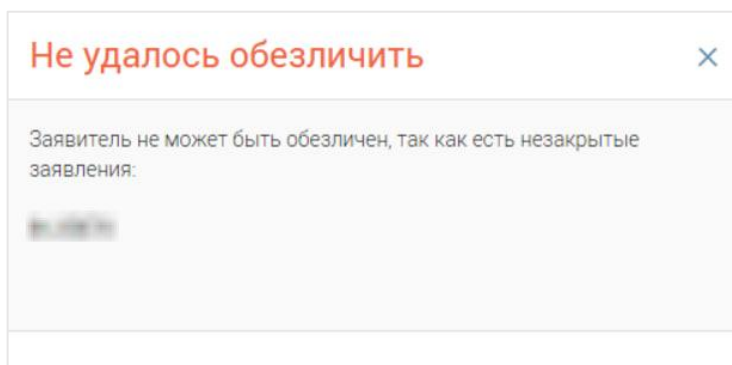 Не удалось обезличить
Заявитель не может быть обезличен, так как есть незакрытые
заявления: